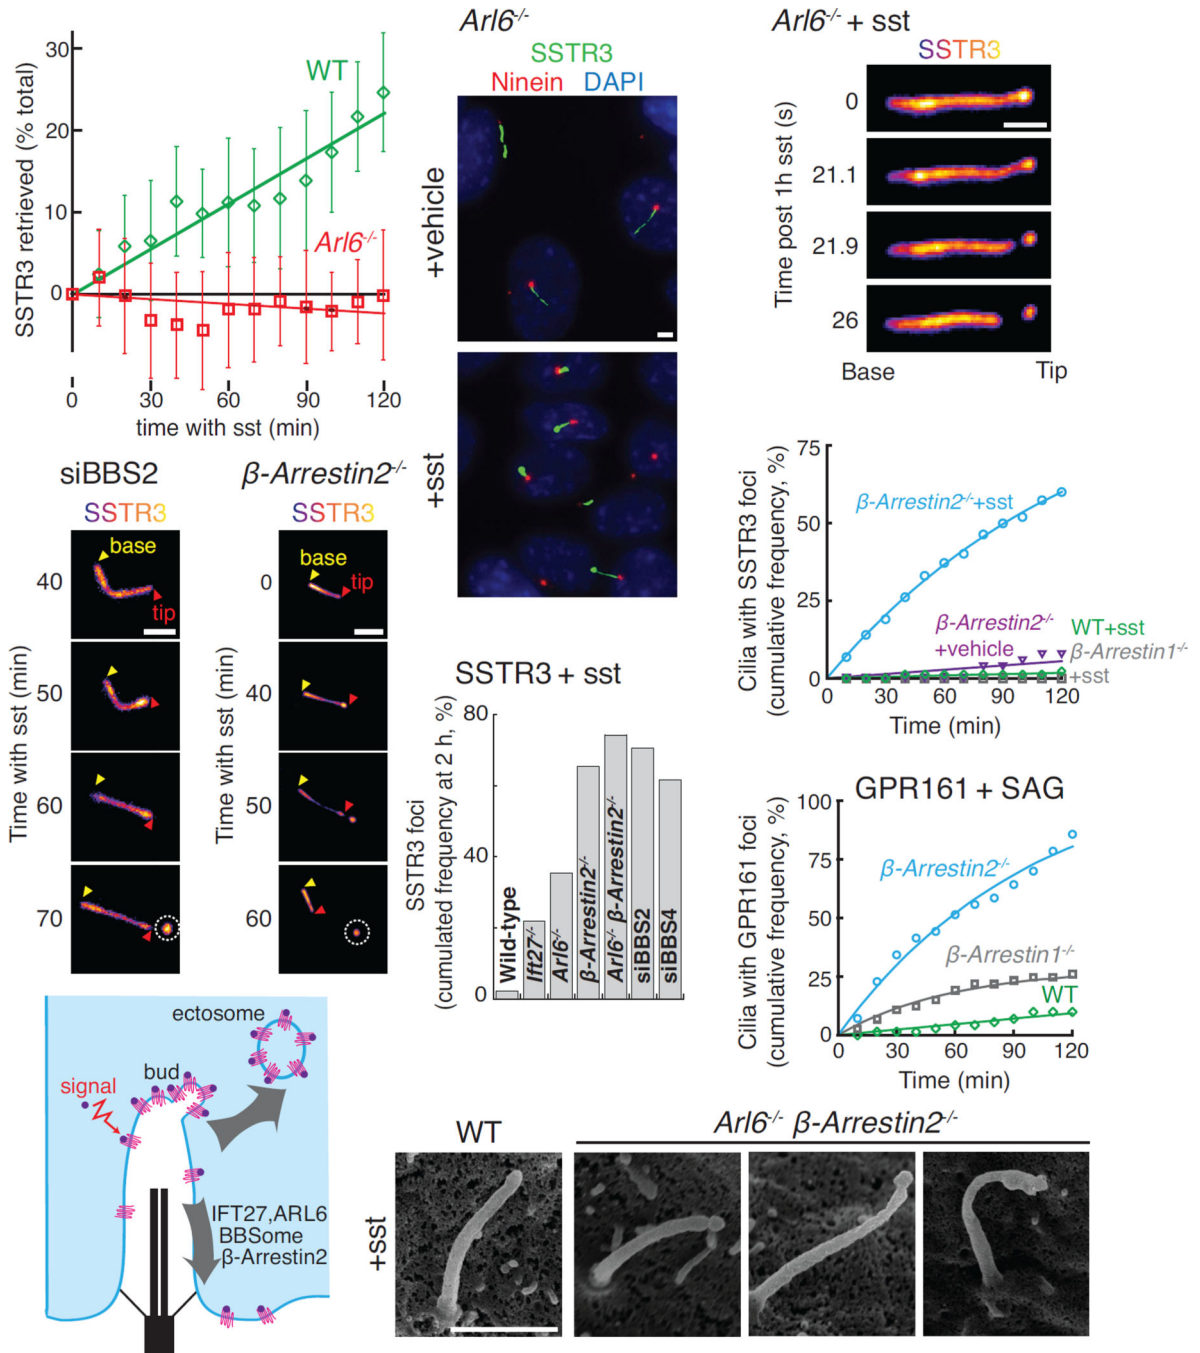 SSTR3 retrieved (% total)
30
20
10
0
WT
Arl6-/-
0
30
60
90
120
time with sst (min)
Arl6-/-
SSTR3
Ninein DAPI
+vehicle
+sst
Arl6-/- + sst
SSTR3
Time post 1h sst (s)
0
21.1
21.9
26
Base
Tip
siBBS2
SSTR3
Time with sst (min)
40
base
tip
50
60
70
β-Arrestin2-/-
SSTR3
Time with sst (min)
0
base
tip
40
50
60
SSTR3 + sst
SSTR3 foci
(cumulated frequency at 2 h, %)
80
40
0
Wild-type
Ift27-/-
Arl6-/-
β-Arrestin2-/-
Arl6-/- β-Arrestin2-/-
siBBS2
siBBS4
Cilia with SSTR3 foci
(cumulative frequency, %)
75
50
25
0
β-Arrestin2-/-+sst
β-Arrestin2-/-
+vehicle
WT+sst
β-Arrestin1-/-
+sst
0
30
60
90
120
Time (min)
GPR161 + SAG
Cilia with GPR161 foci
(cumulative frequency, %)
100
75
50
25
0
β-Arrestin2-/-
β-Arrestin1-/-
WT
0
30
60
90
120
Time (min)
ectosome
bud
signal
IFT27,ARL6
BBSome
β-Arrestin2
WT
Arl6-/- β-Arrestin2-/-
+sst